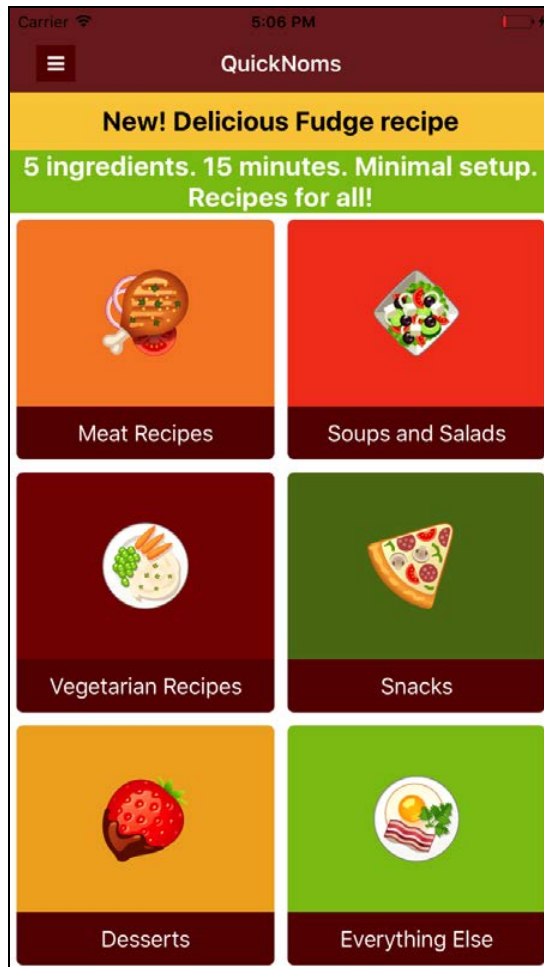 Carrier 5:06 PM
QuickNoms
New! Delicious Fudge recipe
5 ingredients. 15 minutes. Minimal setup.
Recipes for all!
Meat Recipes Soups and Salads
Vegetarian Recipes Snacks
Desserts Everything Else